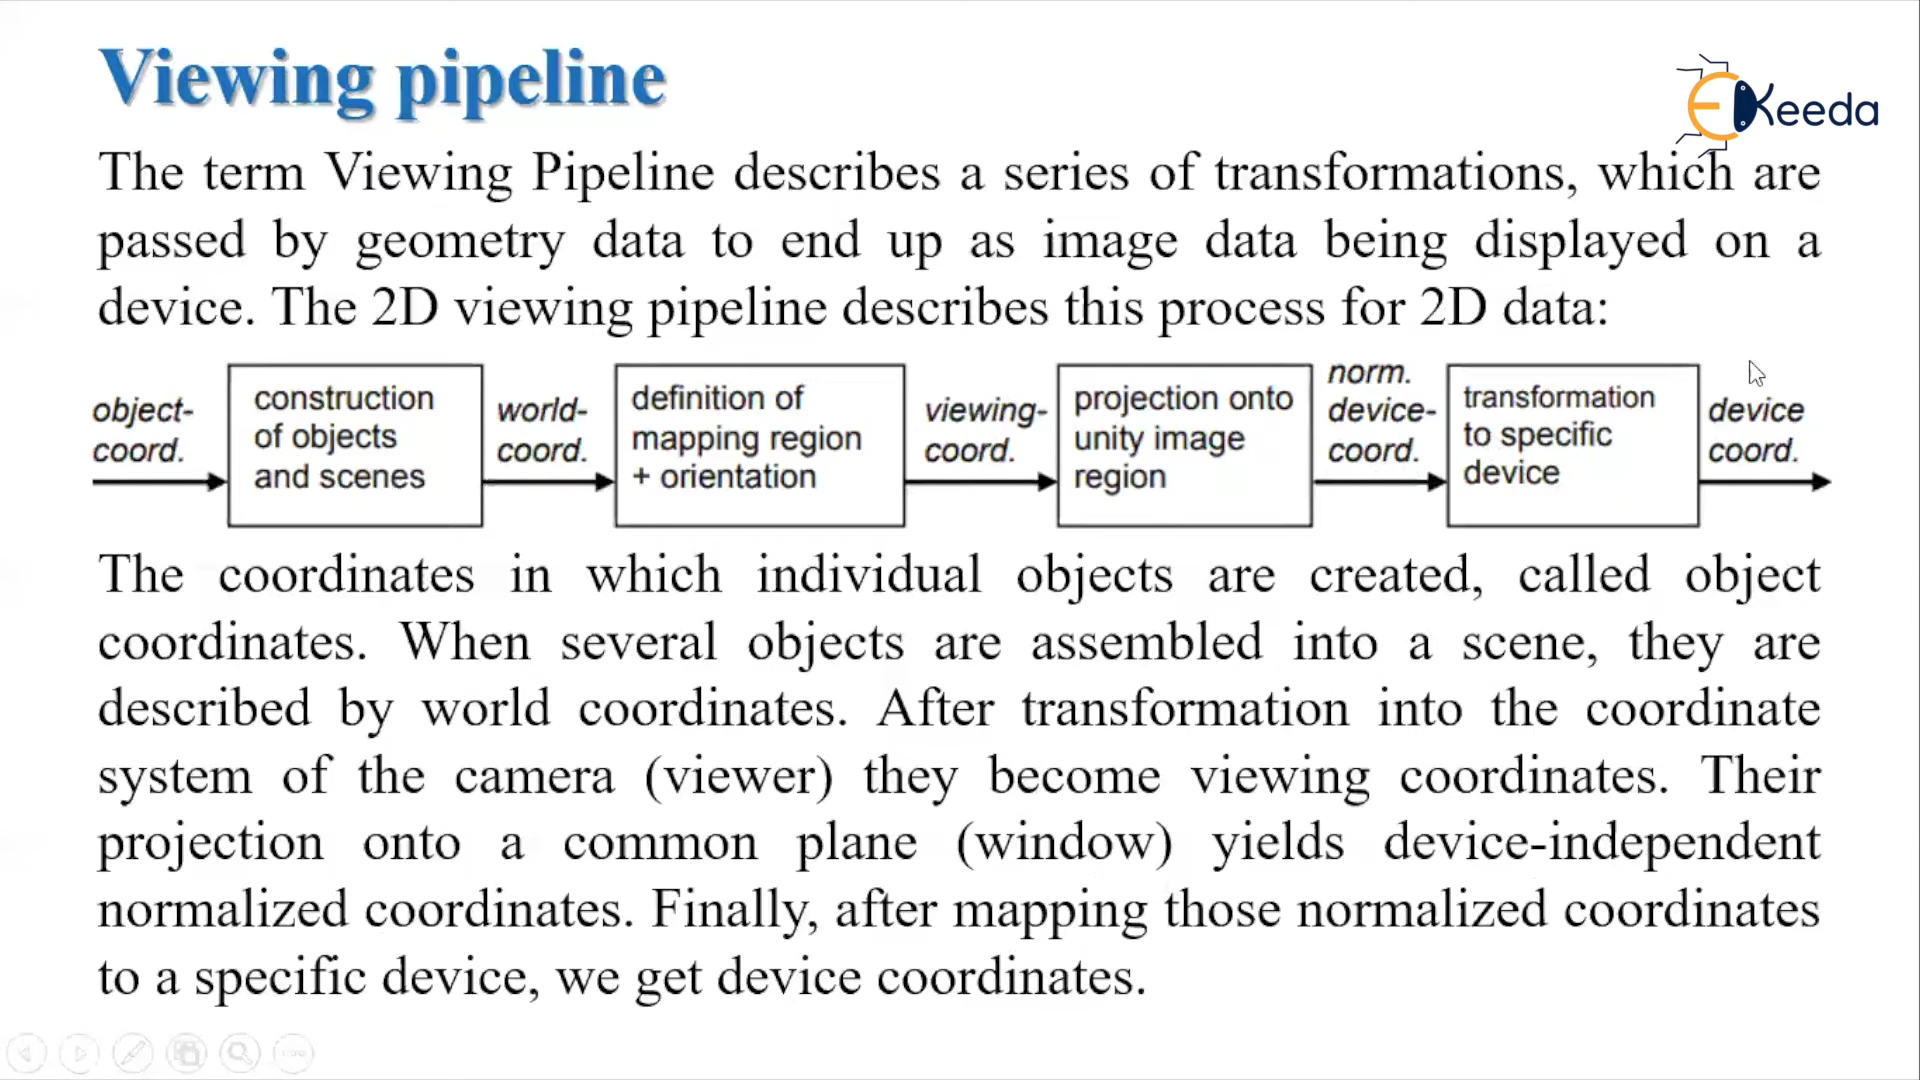 Viewing pipeline
EKeeda
The term Viewing Pipeline describes a series of transformations, which are
passed by geometry data to end up as image data being displayed on a
device. The 2D viewing pipeline describes this process for 2D data:
object-
coord.
construction
of objects
and scenes
world-
coord.
definition of
mapping region
+ orientation
viewing-
coord.
projection onto
unity image
region
norm.
device-
coord.
transformation
to specific
device
device
coord.
The coordinates in which individual objects are created, called object
coordinates. When several objects are assembled into a scene, they are
described by world coordinates. After transformation into the coordinate
system of the camera (viewer) they become viewing coordinates. Their
projection onto a common plane (window) yields device-independent
normalized coordinates. Finally, after mapping those normalized coordinates
to a specific device, we get device coordinates.